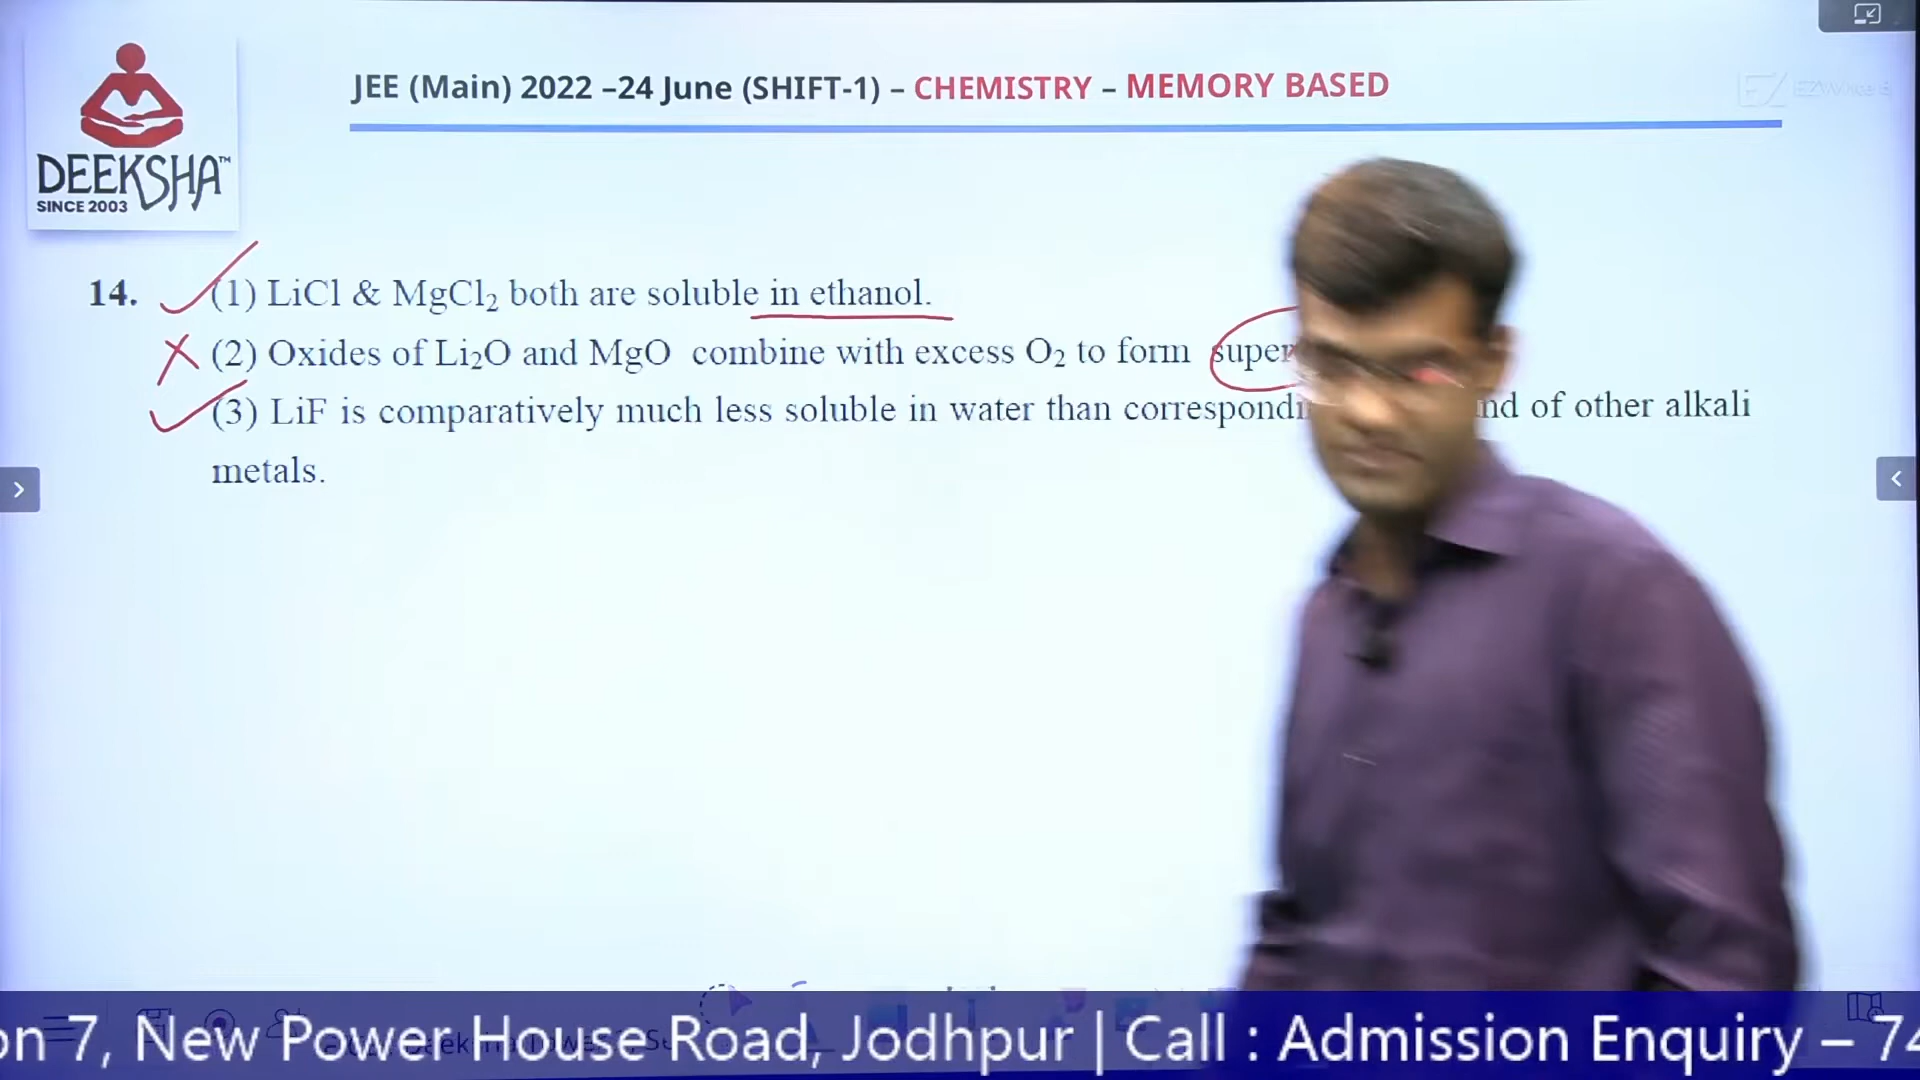 JEE (Main) 2022 –24 June (SHIFT-1) – CHEMISTRY – MEMORY BASED
DEEKSHA™
SINCE 2003
14. (1) LiCl & MgCl₂ both are soluble in ethanol.
(2) Oxides of Li₂O and MgO combine with excess O₂ to form super
(3) LiF is comparatively much less soluble in water than correspondi nd of other alkali
metals.
on 7, New Power House Road, Jodhpur | Call : Admission Enquiry – 74